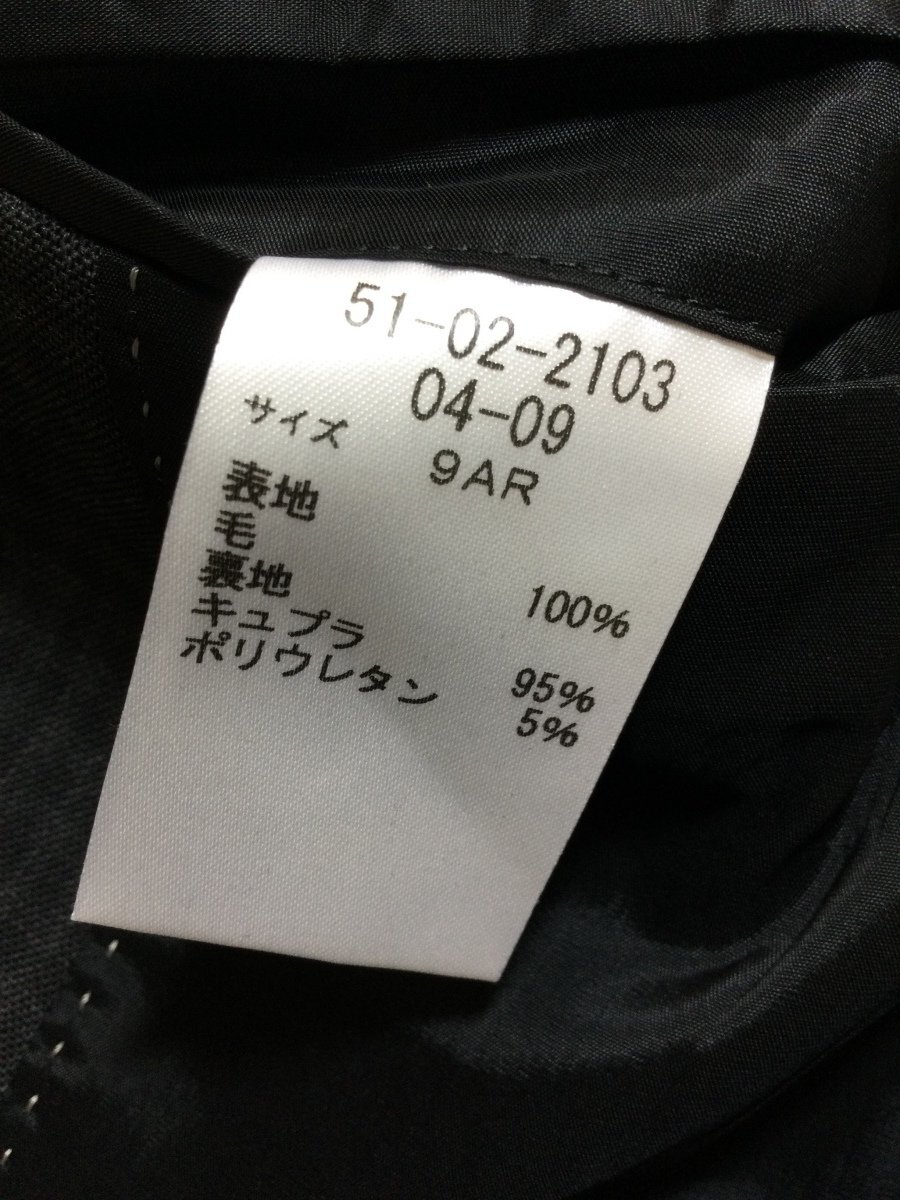 51-02-2103
04-09
サイズ 9AR
表地
毛 100%
裏地
キュプラ 95%
ポリウレタン 5%